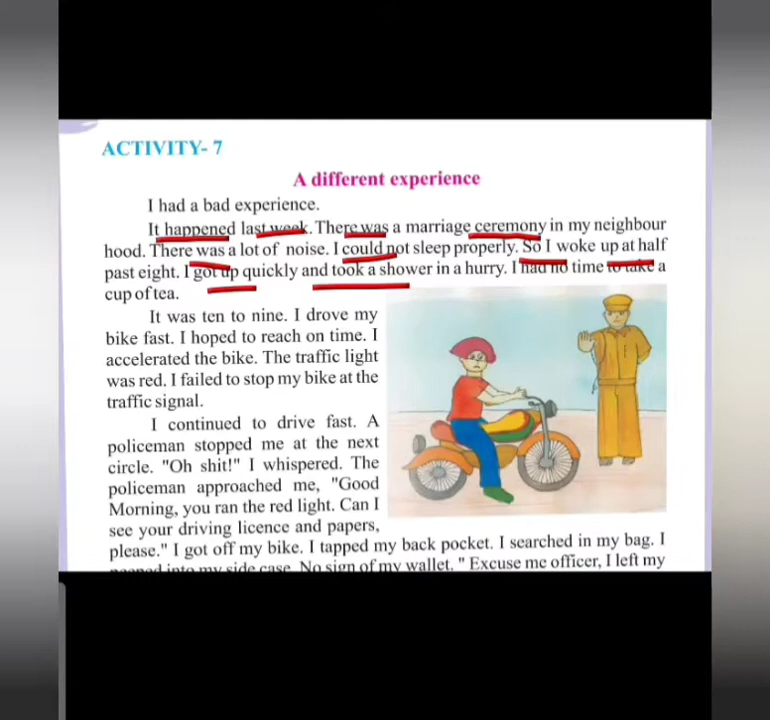 ACTIVITY- 7
A different experience
I had a bad experience.
It happened last week. There was a marriage ceremony in my neighbour
hood. There was a lot of noise. I could not sleep properly. So I woke up at half
past eight. I got up quickly and took a shower in a hurry. I had no time to take a
cup of tea.
It was ten to nine. I drove my
bike fast. I hoped to reach on time. I
accelerated the bike. The traffic light
was red. I failed to stop my bike at the
traffic signal.
I continued to drive fast. A
policeman stopped me at the next
circle. "Oh shit!" I whispered. The
policeman approached me, "Good
Morning, you ran the red light. Can I
see your driving licence and papers,
please." I got off my bike. I tapped my back pocket. I searched in my bag. I
into my side case. No sign of my wallet. " Excuse me officer, I left my